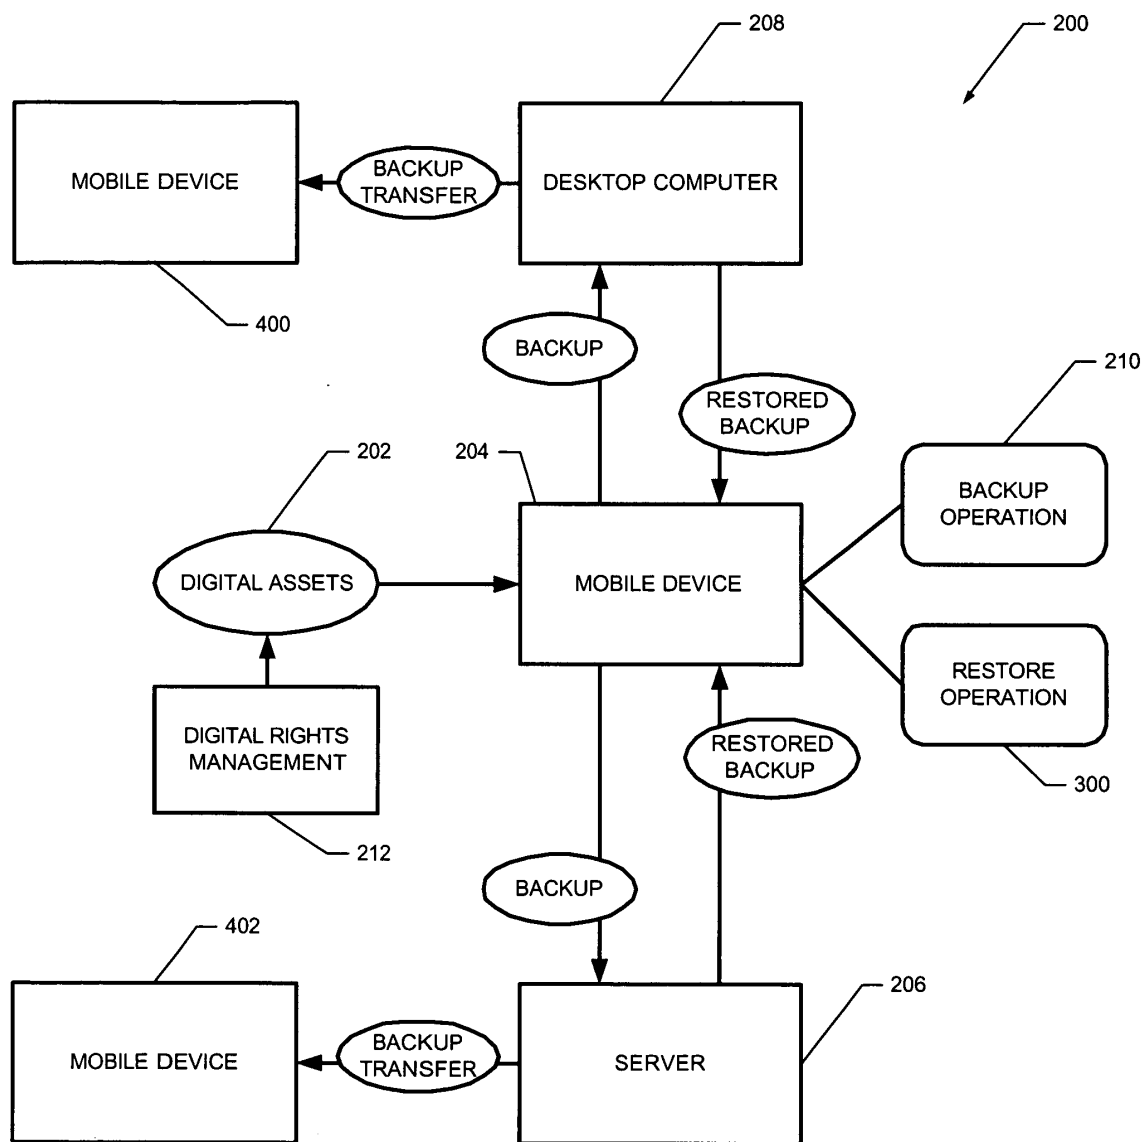 208
200
MOBILE DEVICE
BACKUP
TRANSFER
DESKTOP COMPUTER
400
BACKUP
RESTORED
BACKUP
210
202
204
BACKUP
OPERATION
DIGITAL ASSETS
MOBILE DEVICE
RESTORE
OPERATION
DIGITAL RIGHTS
MANAGEMENT
RESTORED
BACKUP
300
212
BACKUP
402
206
MOBILE DEVICE
BACKUP
TRANSFER
SERVER